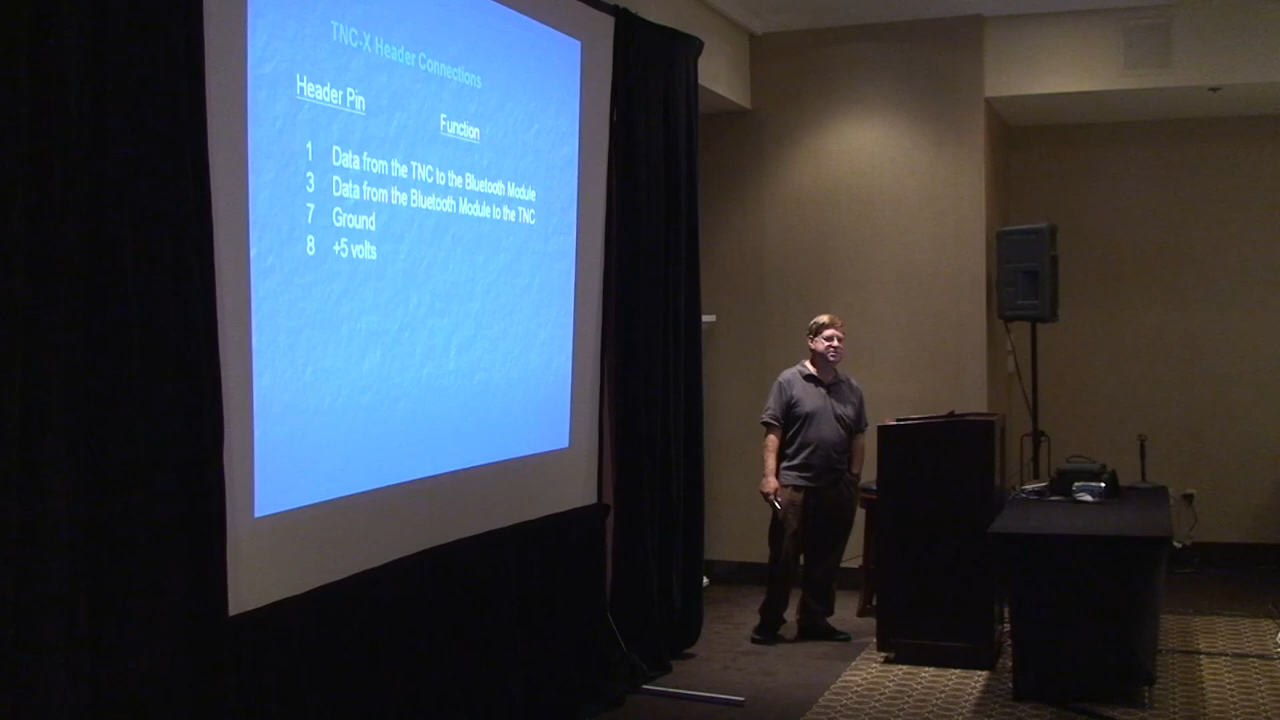 TNC-X Header Connections
Header Pin
Function
1 Data from the TNC to the Bluetooth Module
3 Data from the Bluetooth Module to the TNC
7 Ground
8 +5 volts